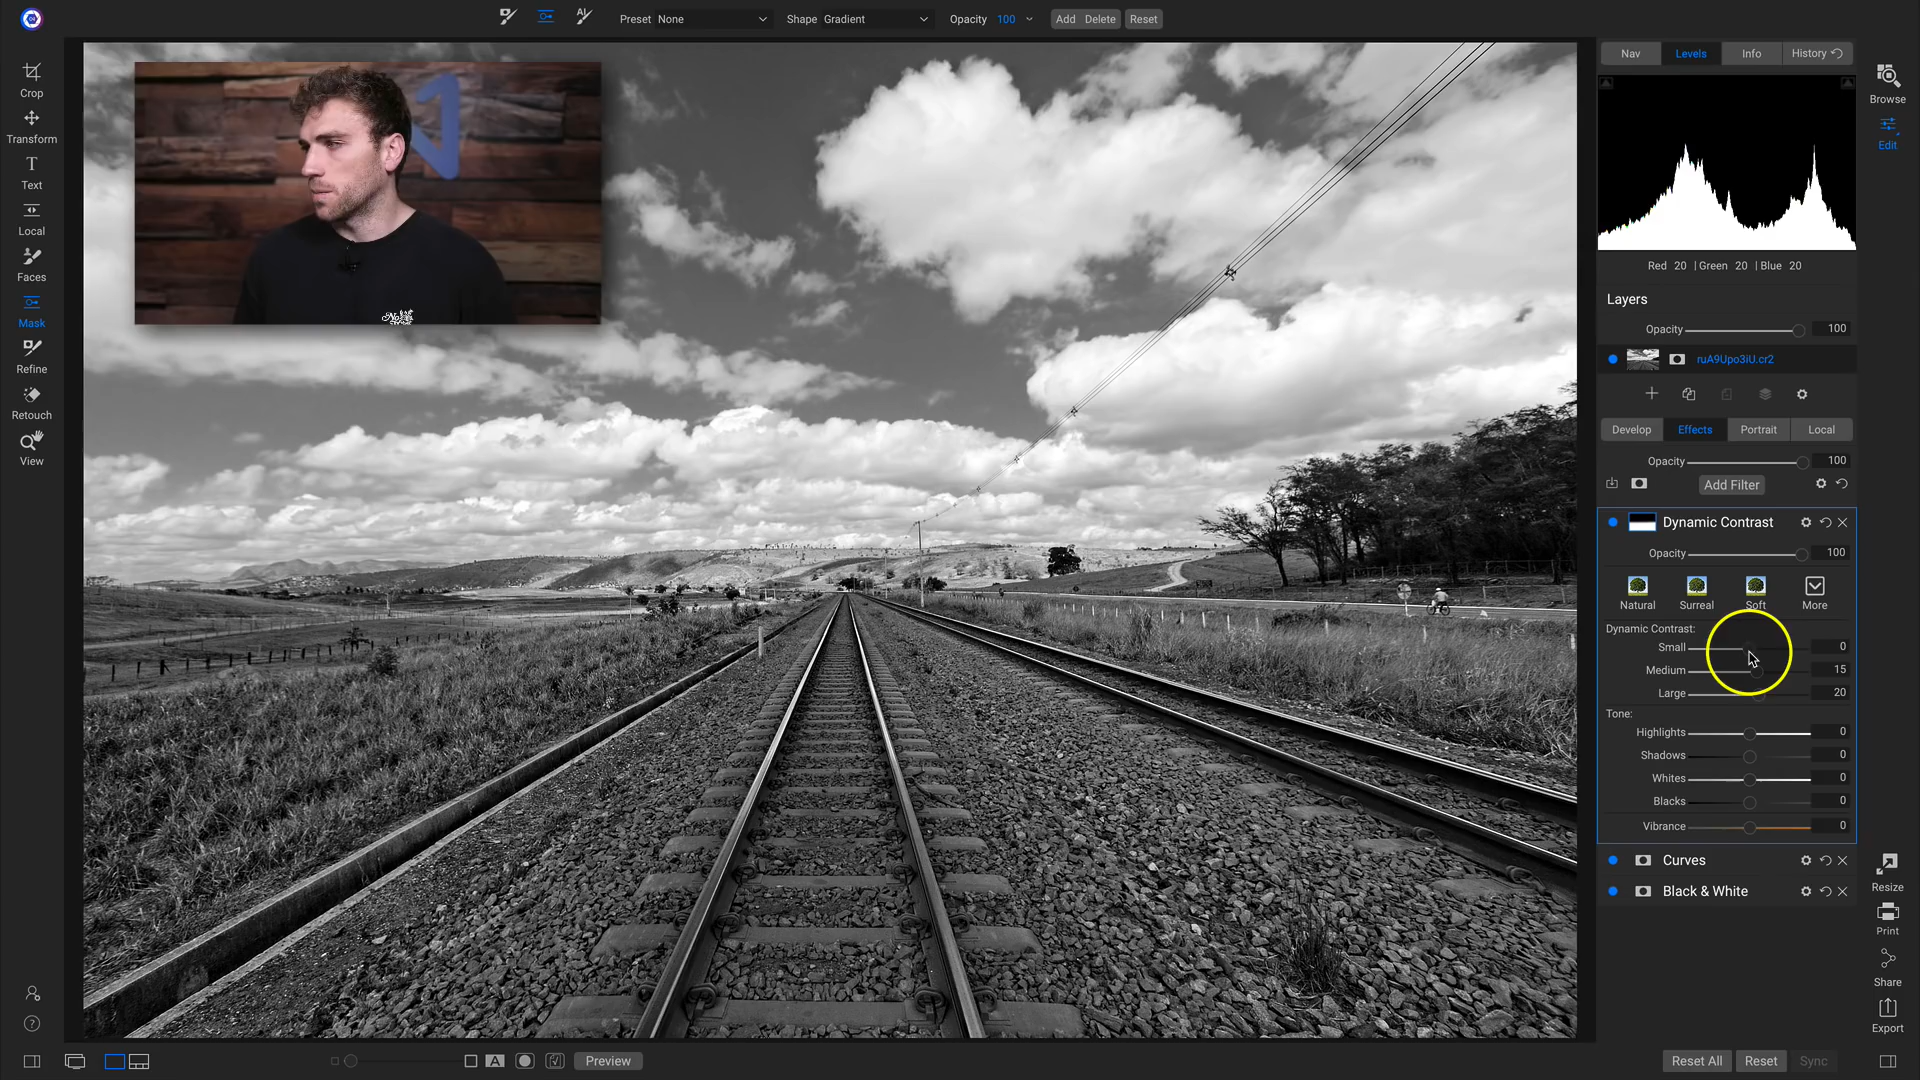 Preset None Shape Gradient Opacity 100 Add Delete Reset
Crop
Transform
Text
Local
Faces
Mask
Refine
Retouch
View
Nav Levels Info History
Red 20 | Green 20 | Blue 20
Layers
Opacity 100
ruA9Upo3iU.cr2
Develop Effects Portrait Local
Opacity 100
Add Filter
Dynamic Contrast
Opacity 100
Natural Surreal Soft More
Dynamic Contrast:
Small 0
Medium 15
Large 20
Tone:
Highlights 0
Shadows 0
Whites 0
Blacks 0
Vibrance 0
Curves
Black & White
Browse
Edit
Resize
Print
Share
Export
A Preview
Reset All Reset Sync